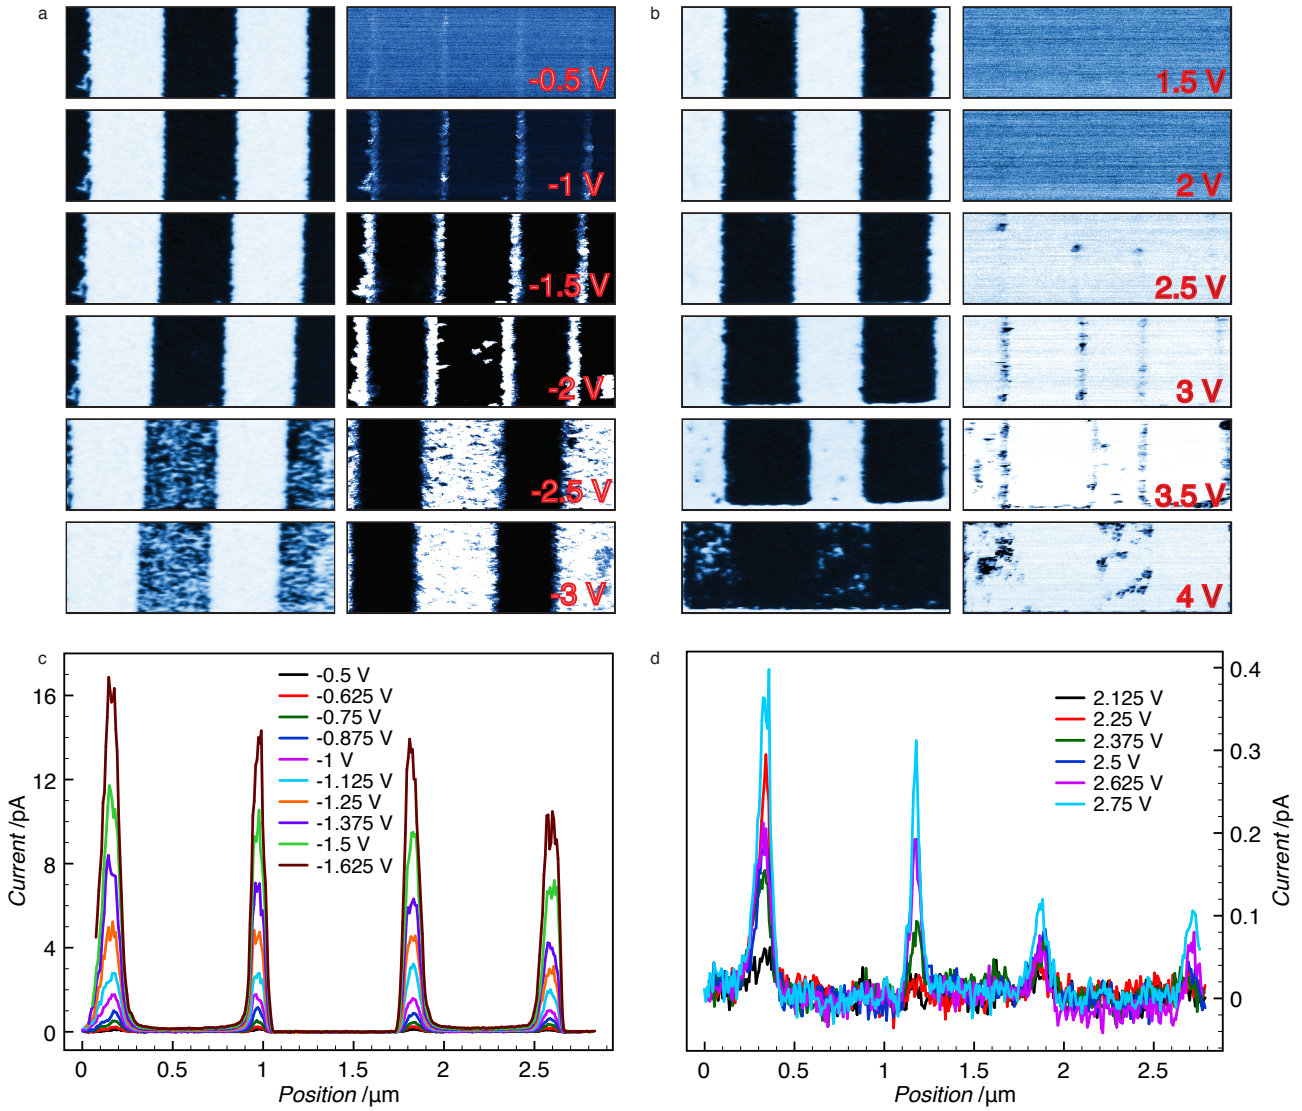 a
b
-0.5 V
1.5 V
-1 V
2 V
-1.5 V
2.5 V
-2 V
3 V
-2.5 V
3.5 V
-3 V
4 V
c
-0.5 V
-0.625 V
-0.75 V
-0.875 V
-1 V
-1.125 V
-1.25 V
-1.375 V
-1.5 V
-1.625 V
16
12
8
4
0
Current /pA
0 0.5 1 1.5 2 2.5
Position /µm
d
2.125 V
2.25 V
2.375 V
2.5 V
2.625 V
2.75 V
0.4
0.3
0.2
0.1
0
Current /pA
0 0.5 1 1.5 2 2.5
Position /µm